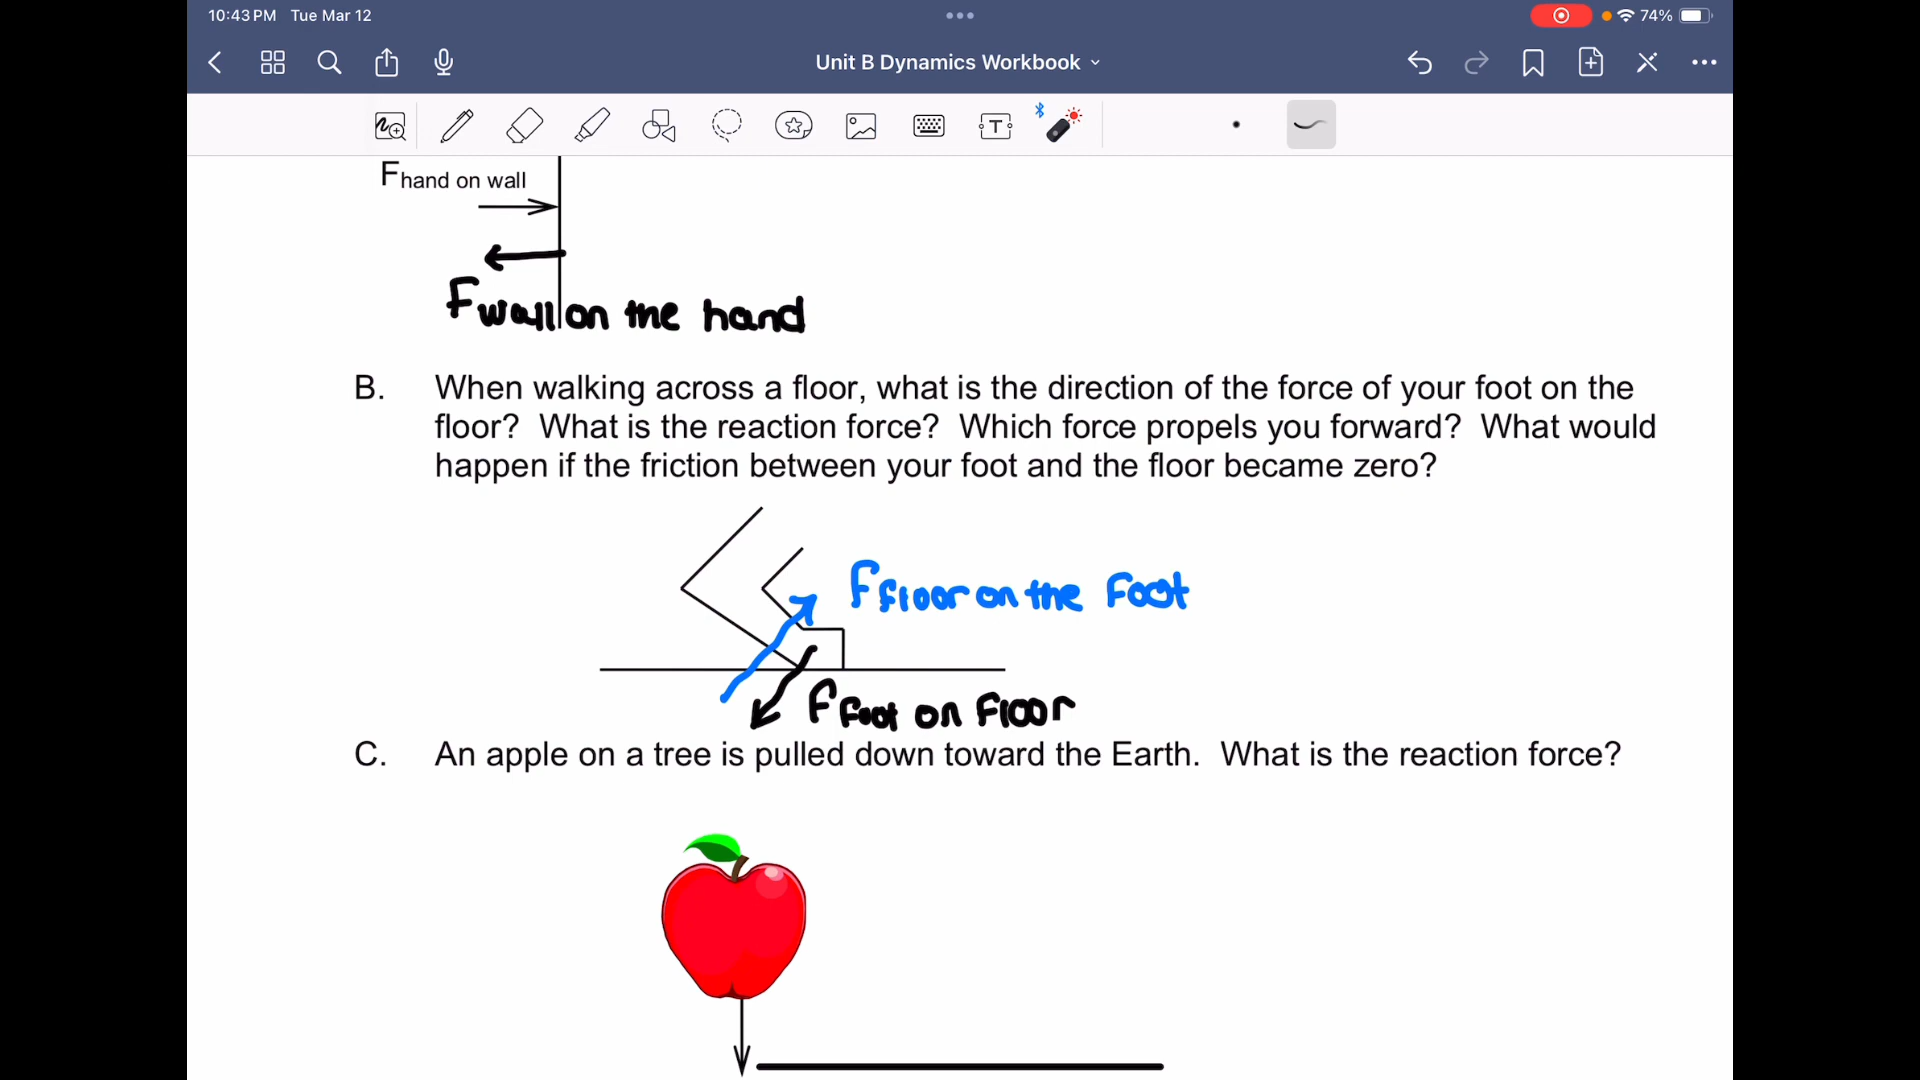 10:43 PM Tue Mar 12
74%
Unit B Dynamics Workbook
T
F hand on wall
F wall on the hand
B. When walking across a floor, what is the direction of the force of your foot on the
floor? What is the reaction force? Which force propels you forward? What would
happen if the friction between your foot and the floor became zero?
F floor on the foot
F foot on floor
C. An apple on a tree is pulled down toward the Earth. What is the reaction force?